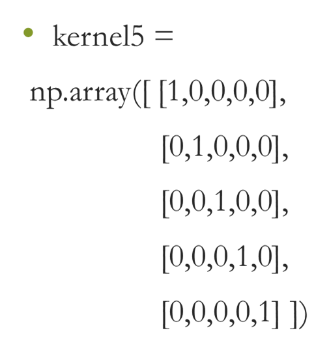 • kernel5 =
np.array([ [1,0,0,0,0],
[0,1,0,0,0],
[0,0,1,0,0],
[0,0,0,1,0],
[0,0,0,0,1] ])